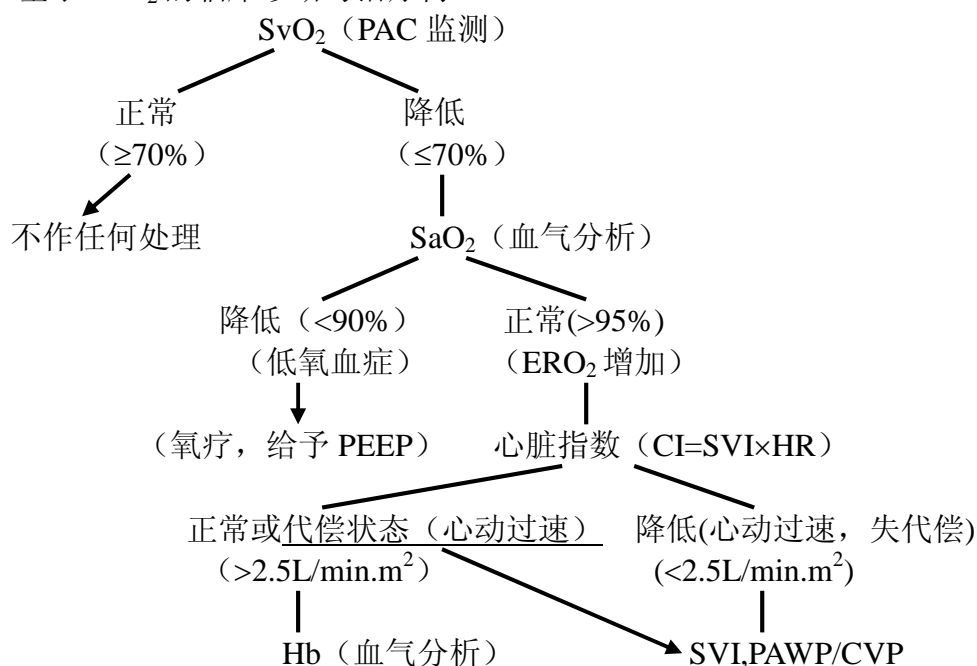 SvO₂（PAC 监测）
正常 降低
（≥70%） （≤70%）
不作任何处理 SaO₂（血气分析）
降低（<90%） 正常(>95%)
（低氧血症） （ERO₂ 增加）
（氧疗，给予 PEEP） 心脏指数（CI=SVI×HR）
正常或代偿状态（心动过速） 降低(心动过速，失代偿)
（>2.5L/min.m²） (<2.5L/min.m²)
Hb（血气分析） SVI,PAWP/CVP